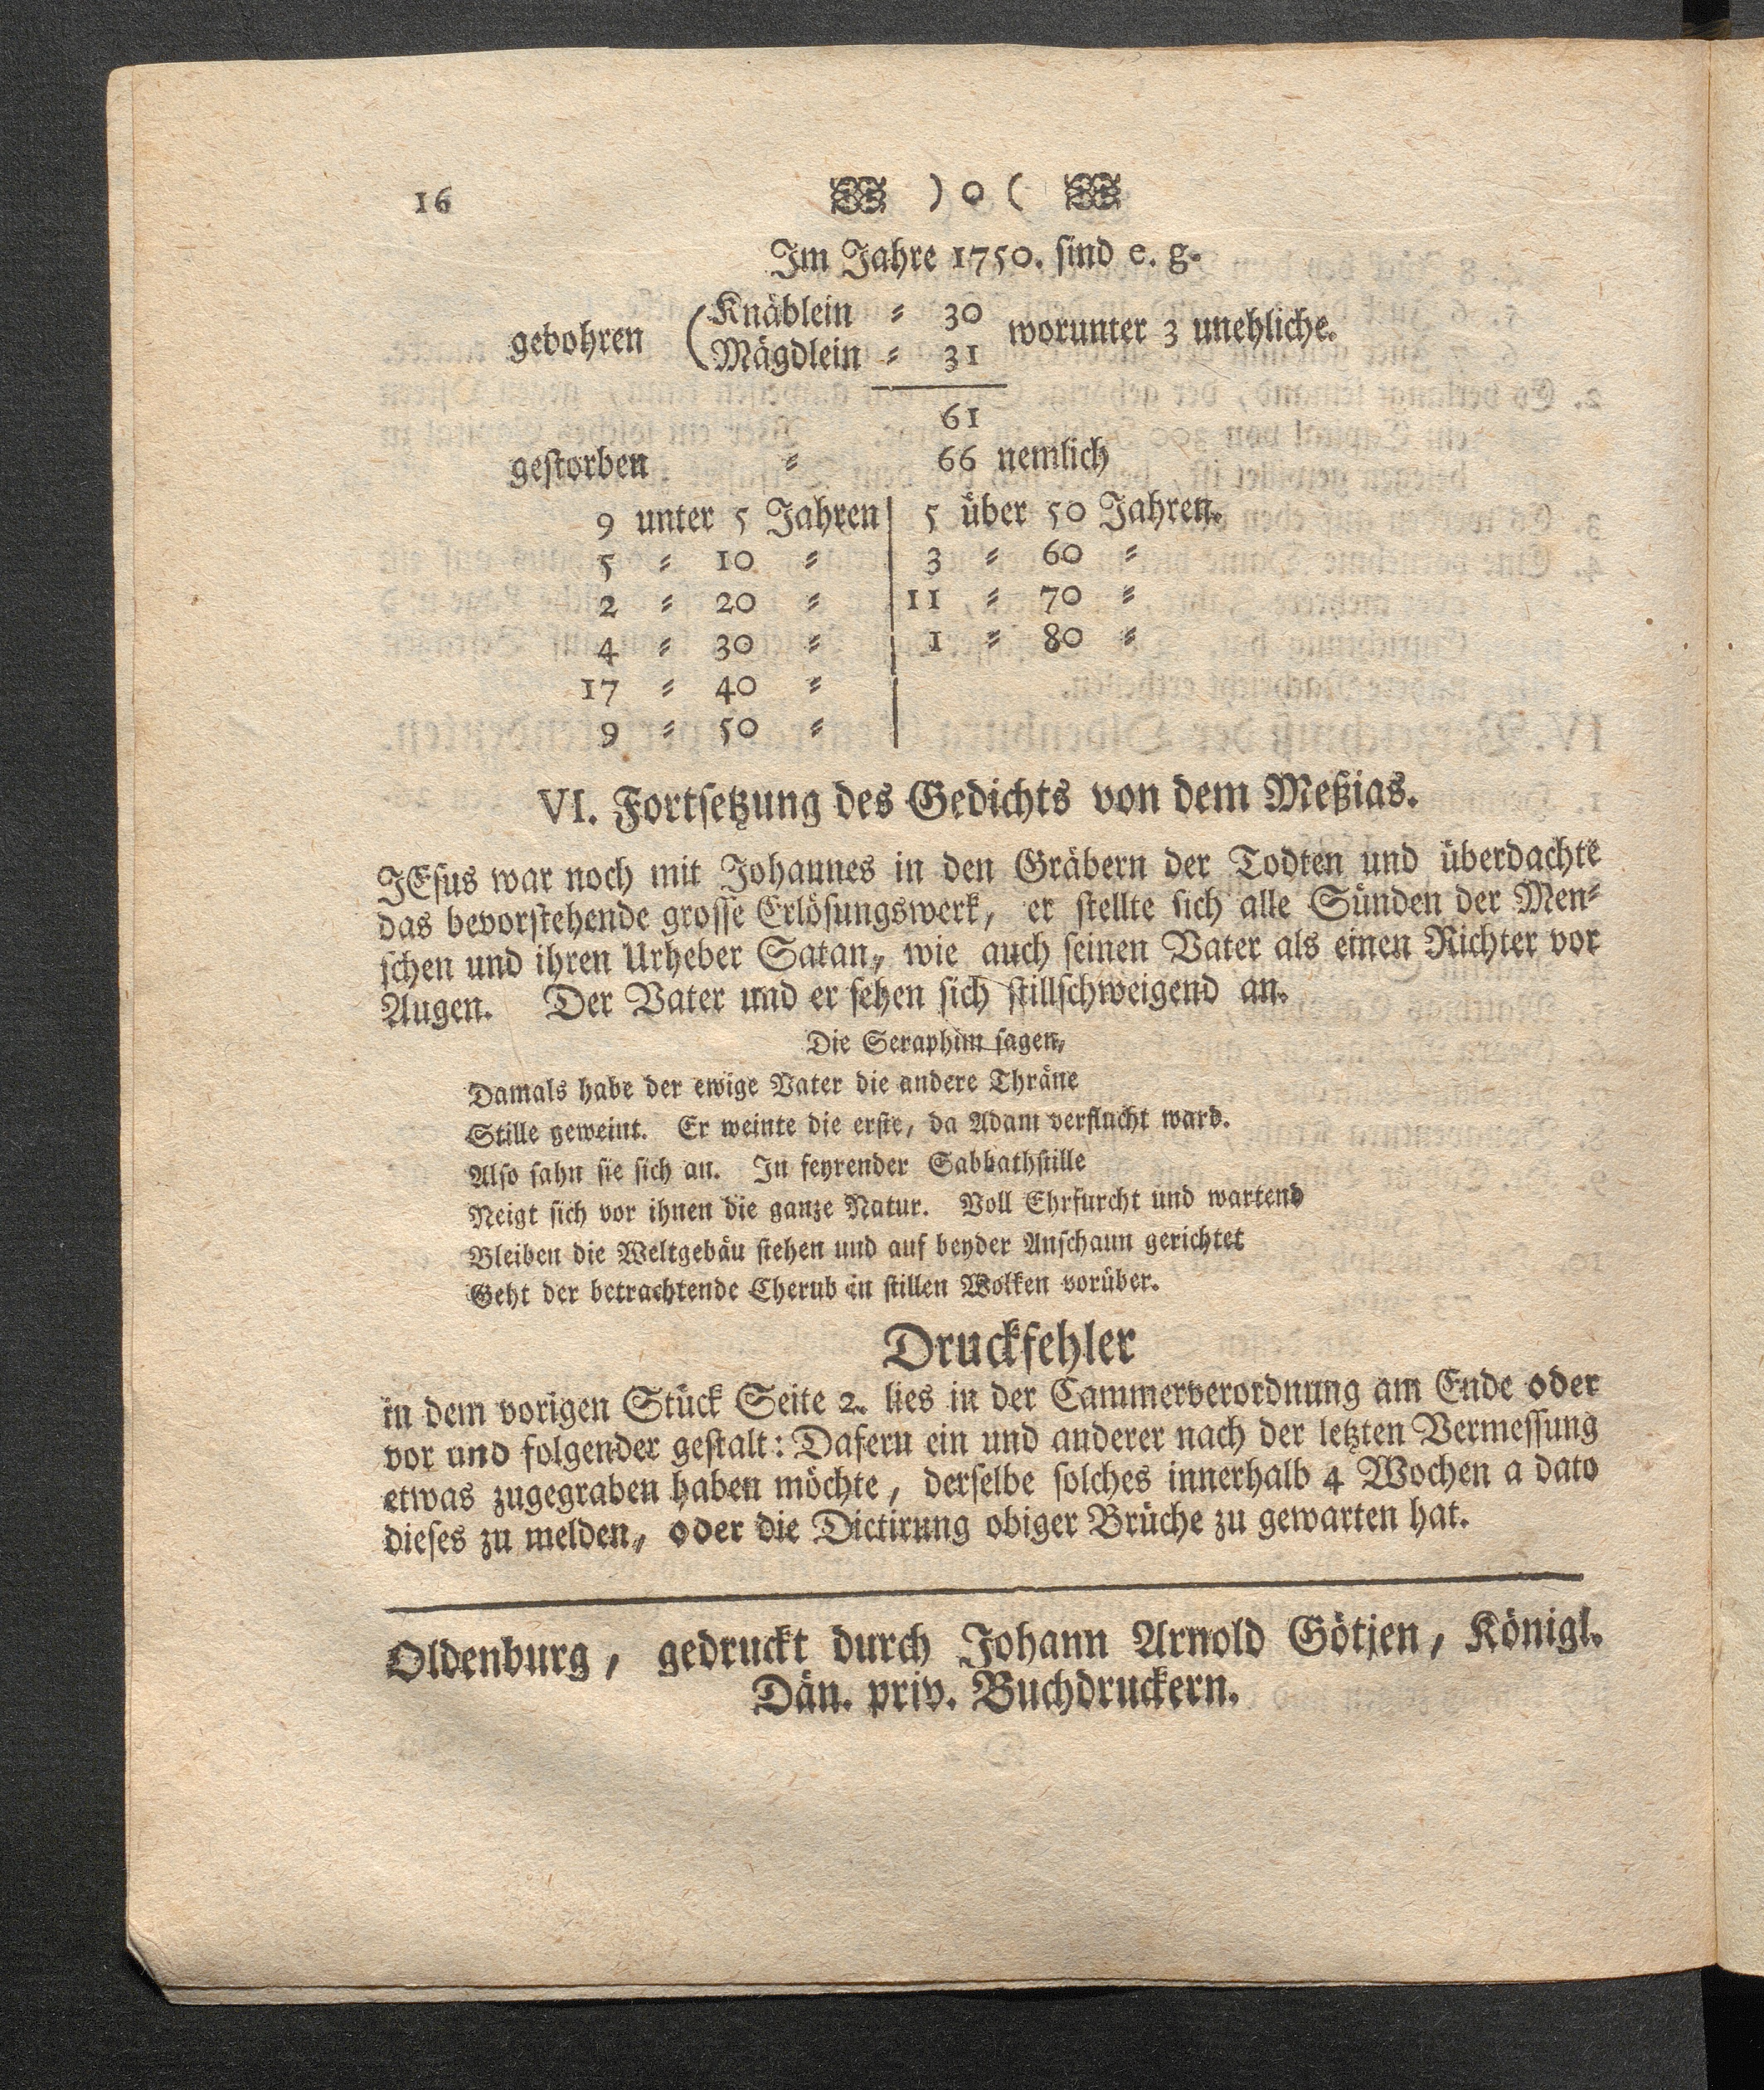 16 ) o (
Im Jahre 1750. sind e. g.
gebohren (Knäblein = 30 worunter 3 unehliche.
Mägdlein = 31
61
gestorben = 66 nemlich
9 unter 5 Jahren | 5 über 50 Jahren.
5 = 10 = | 3 = 60 =
2 = 20 = | 11 = 70 =
4 = 30 = | 1 = 80 =
17 = 40 = |
9 = 50 = |
VI. Fortsetzung des Gedichts von dem Meßias.
JEsus war noch mit Johannes in den Gräbern der Todten und überdachte
das bevorstehende grosse Erlösungswerk, er stellte sich alle Sünden der Men=
schen und ihren Urheber Satan, wie auch seinen Vater als einen Richter vor
Augen. Der Vater und er sehen sich stillschweigend an.
Die Seraphim sagen,
Damals habe der ewige Vater die andere Thräne
Stille geweint. Er weinte die erste, da Adam verflucht ward.
Also sahn sie sich an. In feyrender Sabbathstille
Neigt sich vor ihnen die ganze Natur. Voll Ehrfurcht und wartend
Bleiben die Weltgebäu stehen und auf beyder Anschaun gerichtet
Geht der betrachtende Cherub in stillen Wolken vorüber.
Druckfehler
in dem vorigen Stück Seite 2. lies in der Cammerverordnung am Ende oder
vor und folgender gestalt: Dafern ein und anderer nach der letzten Vermessung
etwas zugegraben haben möchte, derselbe solches innerhalb 4 Wochen a dato
dieses zu melden, oder die Dictirung obiger Brüche zu gewarten hat.
Oldenburg, gedruckt durch Johann Arnold Götjen, Königl.
Dän. priv. Buchdruckern.